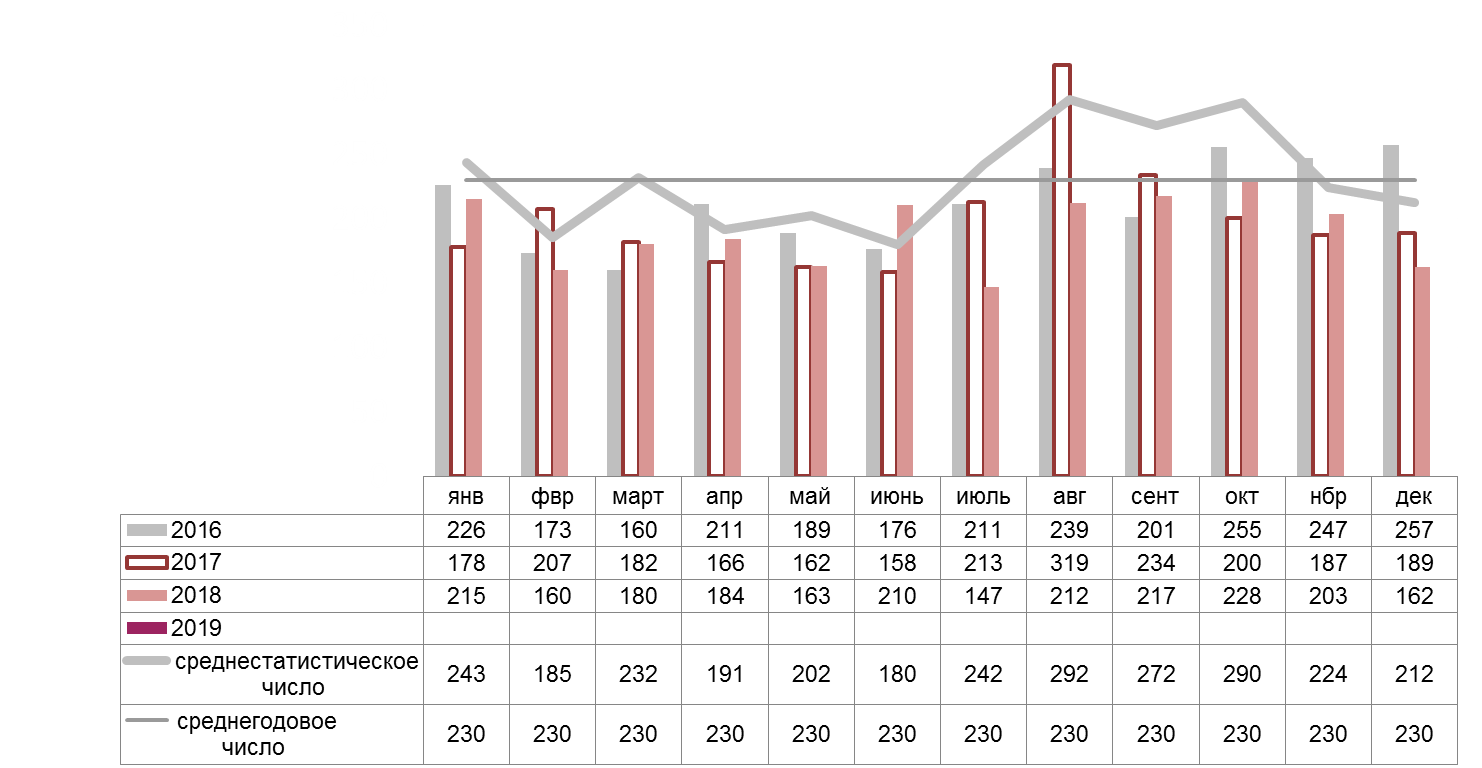 янв фвр март апр май июнь июль авг сент окт нбр дек
2016 226 173 160 211 189 176 211 239 201 255 247 257
2017 178 207 182 166 162 158 213 319 234 200 187 189
2018 215 160 180 184 163 210 147 212 217 228 203 162
2019
среднестатистическое
число 243 185 232 191 202 180 242 292 272 290 224 212
среднегодовое
число 230 230 230 230 230 230 230 230 230 230 230 230